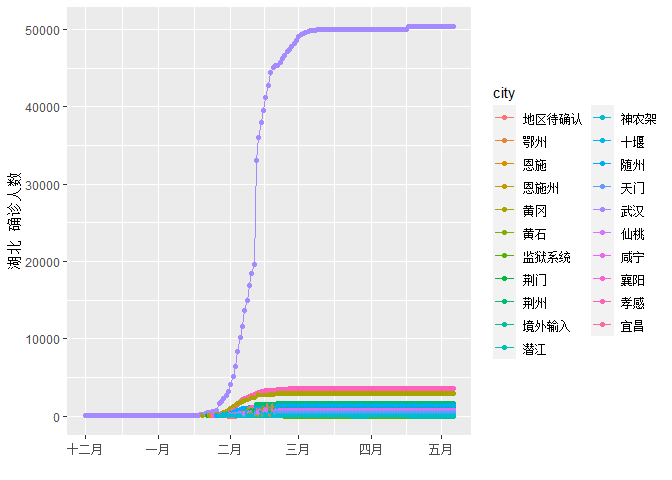 50000
40000
30000
20000
10000
0
湖北 确诊人数
十二月 一月 二月 三月 四月 五月
city
地区待确认
鄂州
恩施
恩施州
黄冈
黄石
监狱系统
荆门
荆州
境外输入
潜江
神农架
十堰
随州
天门
武汉
仙桃
咸宁
襄阳
孝感
宜昌